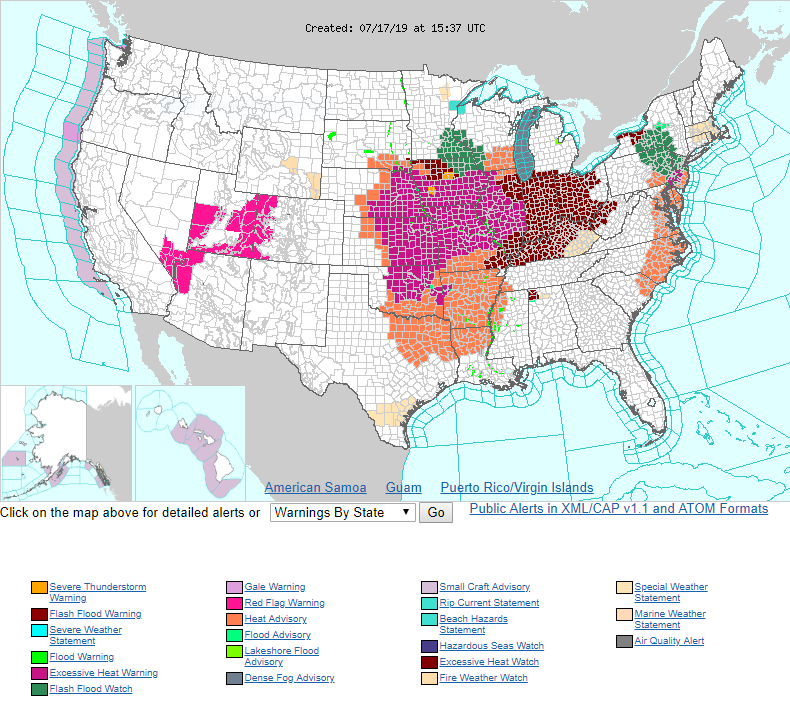 Created: 07/17/19 at 15:37 UTC
American Samoa Guam Puerto Rico/Virgin Islands
Click on the map above for detailed alerts or Warnings By State Go Public Alerts in XML/CAP v1.1 and ATOM Formats
Severe Thunderstorm
Warning
Flash Flood Warning
Severe Weather
Statement
Flood Warning
Excessive Heat Warning
Flash Flood Watch
Gale Warning
Red Flag Warning
Heat Advisory
Flood Advisory
Lakeshore Flood
Advisory
Dense Fog Advisory
Small Craft Advisory
Rip Current Statement
Beach Hazards
Statement
Hazardous Seas Watch
Excessive Heat Watch
Fire Weather Watch
Special Weather
Statement
Marine Weather
Statement
Air Quality Alert